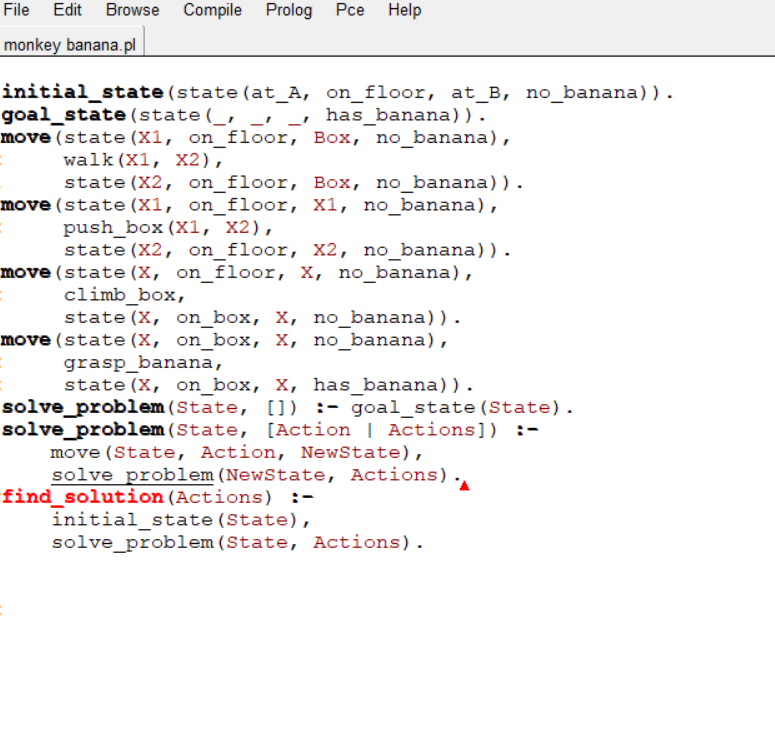 File Edit Browse Compile Prolog Pce Help
monkey banana.pl
initial_state(state(at_A, on_floor, at_B, no_banana)).
goal_state(state(_, _, _, has_banana)).
move(state(X1, on_floor, Box, no_banana),
     walk(X1, X2),
     state(X2, on_floor, Box, no_banana)).
move(state(X1, on_floor, X1, no_banana),
     push_box(X1, X2),
     state(X2, on_floor, X2, no_banana)).
move(state(X, on_floor, X, no_banana),
     climb_box,
     state(X, on_box, X, no_banana)).
move(state(X, on_box, X, no_banana),
     grasp_banana,
     state(X, on_box, X, has_banana)).
solve_problem(State, []) :- goal_state(State).
solve_problem(State, [Action | Actions]) :-
    move(State, Action, NewState),
    solve_problem(NewState, Actions).
find_solution(Actions) :-
    initial_state(State),
    solve_problem(State, Actions).